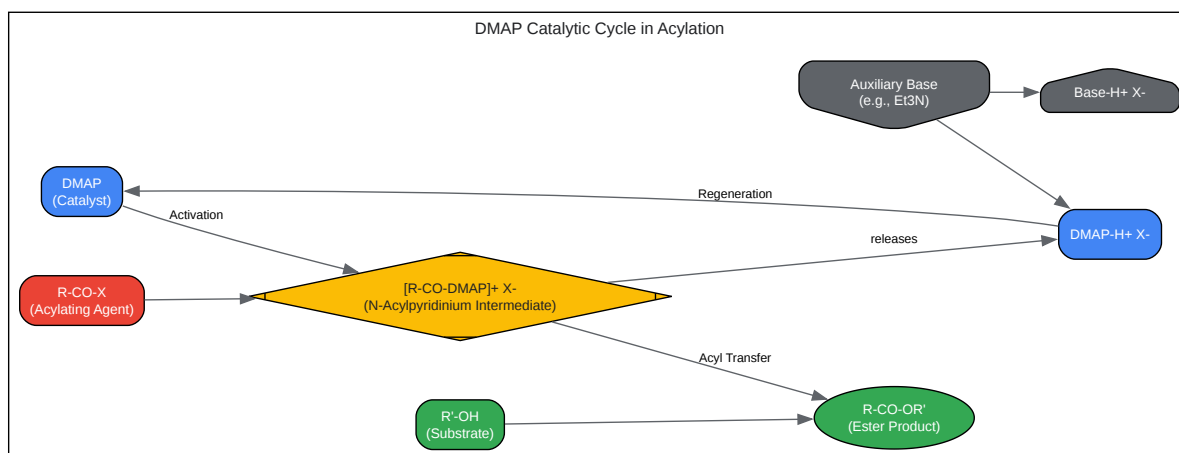 DMAP Catalytic Cycle in Acylation
Auxiliary Base
(e.g., Et3N)
Base-H+ X-
DMAP
(Catalyst)
Regeneration
Activation
DMAP-H+ X-
releases
R-CO-X
(Acylating Agent)
[R-CO-DMAP]+ X-
(N-Acylpyridinium Intermediate)
Acyl Transfer
R'-OH
(Substrate)
R-CO-OR'
(Ester Product)